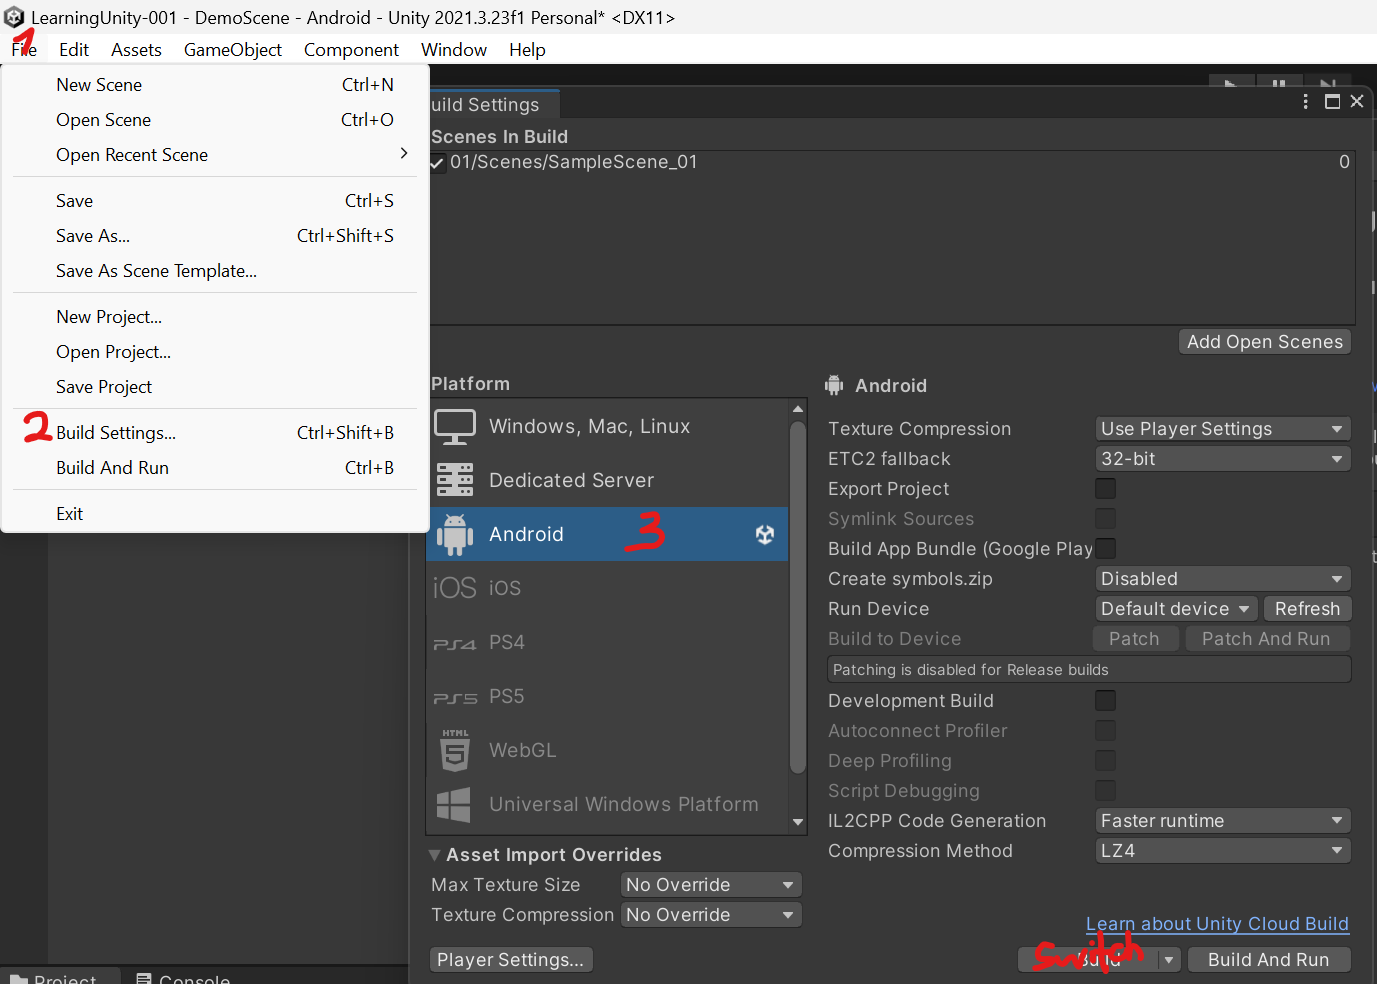 LearningUnity-001 - DemoScene - Android - Unity 2021.3.23f1 Personal* <DX11>
1
File Edit Assets GameObject Component Window Help
New Scene Ctrl+N
Open Scene Ctrl+O
Open Recent Scene
Save Ctrl+S
Save As... Ctrl+Shift+S
Save As Scene Template...
New Project...
Open Project...
Save Project
2 Build Settings... Ctrl+Shift+B
Build And Run Ctrl+B
Exit
uild Settings
Scenes In Build
01/Scenes/SampleScene_01 0
Add Open Scenes
Platform
Windows, Mac, Linux
Dedicated Server
Android 3
iOS iOS
PS4 PS4
PS5 PS5
HTML 5 WebGL
Universal Windows Platform
Asset Import Overrides
Max Texture Size No Override
Texture Compression No Override
Player Settings...
Android
Texture Compression Use Player Settings
ETC2 fallback 32-bit
Export Project
Symlink Sources
Build App Bundle (Google Play
Create symbols.zip Disabled
Run Device Default device Refresh
Build to Device Patch Patch And Run
Patching is disabled for Release builds
Development Build
Autoconnect Profiler
Deep Profiling
Script Debugging
IL2CPP Code Generation Faster runtime
Compression Method LZ4
Learn about Unity Cloud Build
Switch
Build Build And Run
Project Console